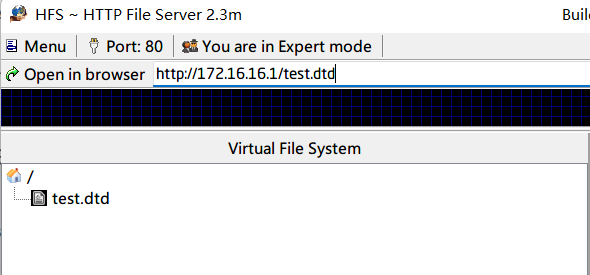 HFS ~ HTTP File Server 2.3m Buil
Menu Port: 80 You are in Expert mode
Open in browser http://172.16.16.1/test.dtd
Virtual File System
/
test.dtd